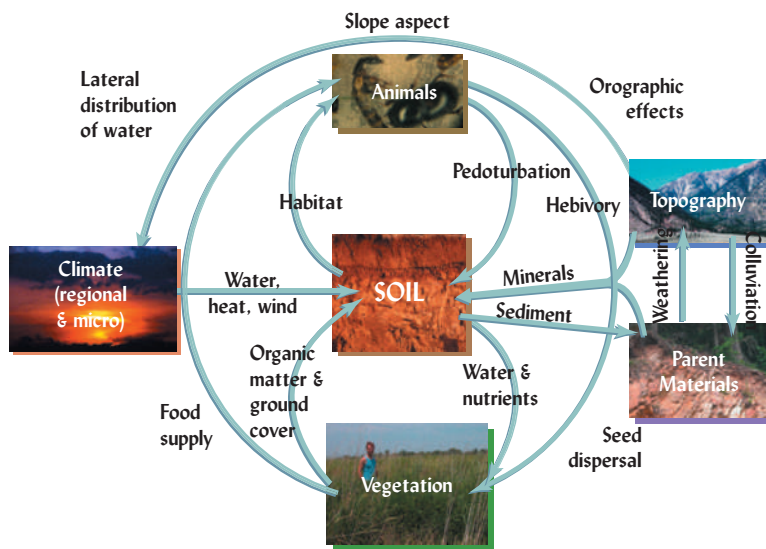 Slope aspect
Lateral
distribution
of water
Animals
Orographic
effects
Pedoturbation
Habitat
Hebivory
Topography
Climate
(regional
& micro)
Water,
heat, wind
SOIL
Minerals
Sediment
Weathering
Colluviation
Organic
matter &
ground
cover
Water &
nutrients
Parent
Materials
Food
supply
Seed
dispersal
Vegetation